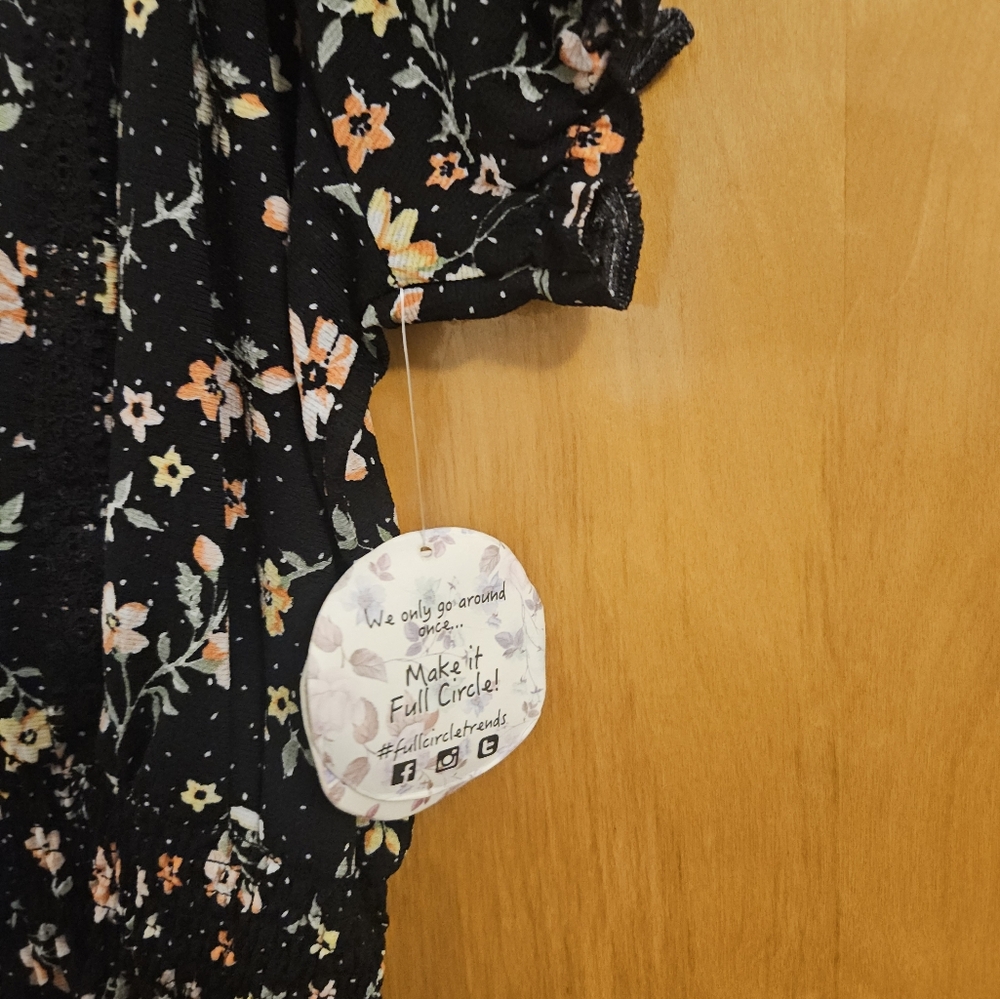 We only go around
once...
Make it
Full Circle!
#fullcircletrends